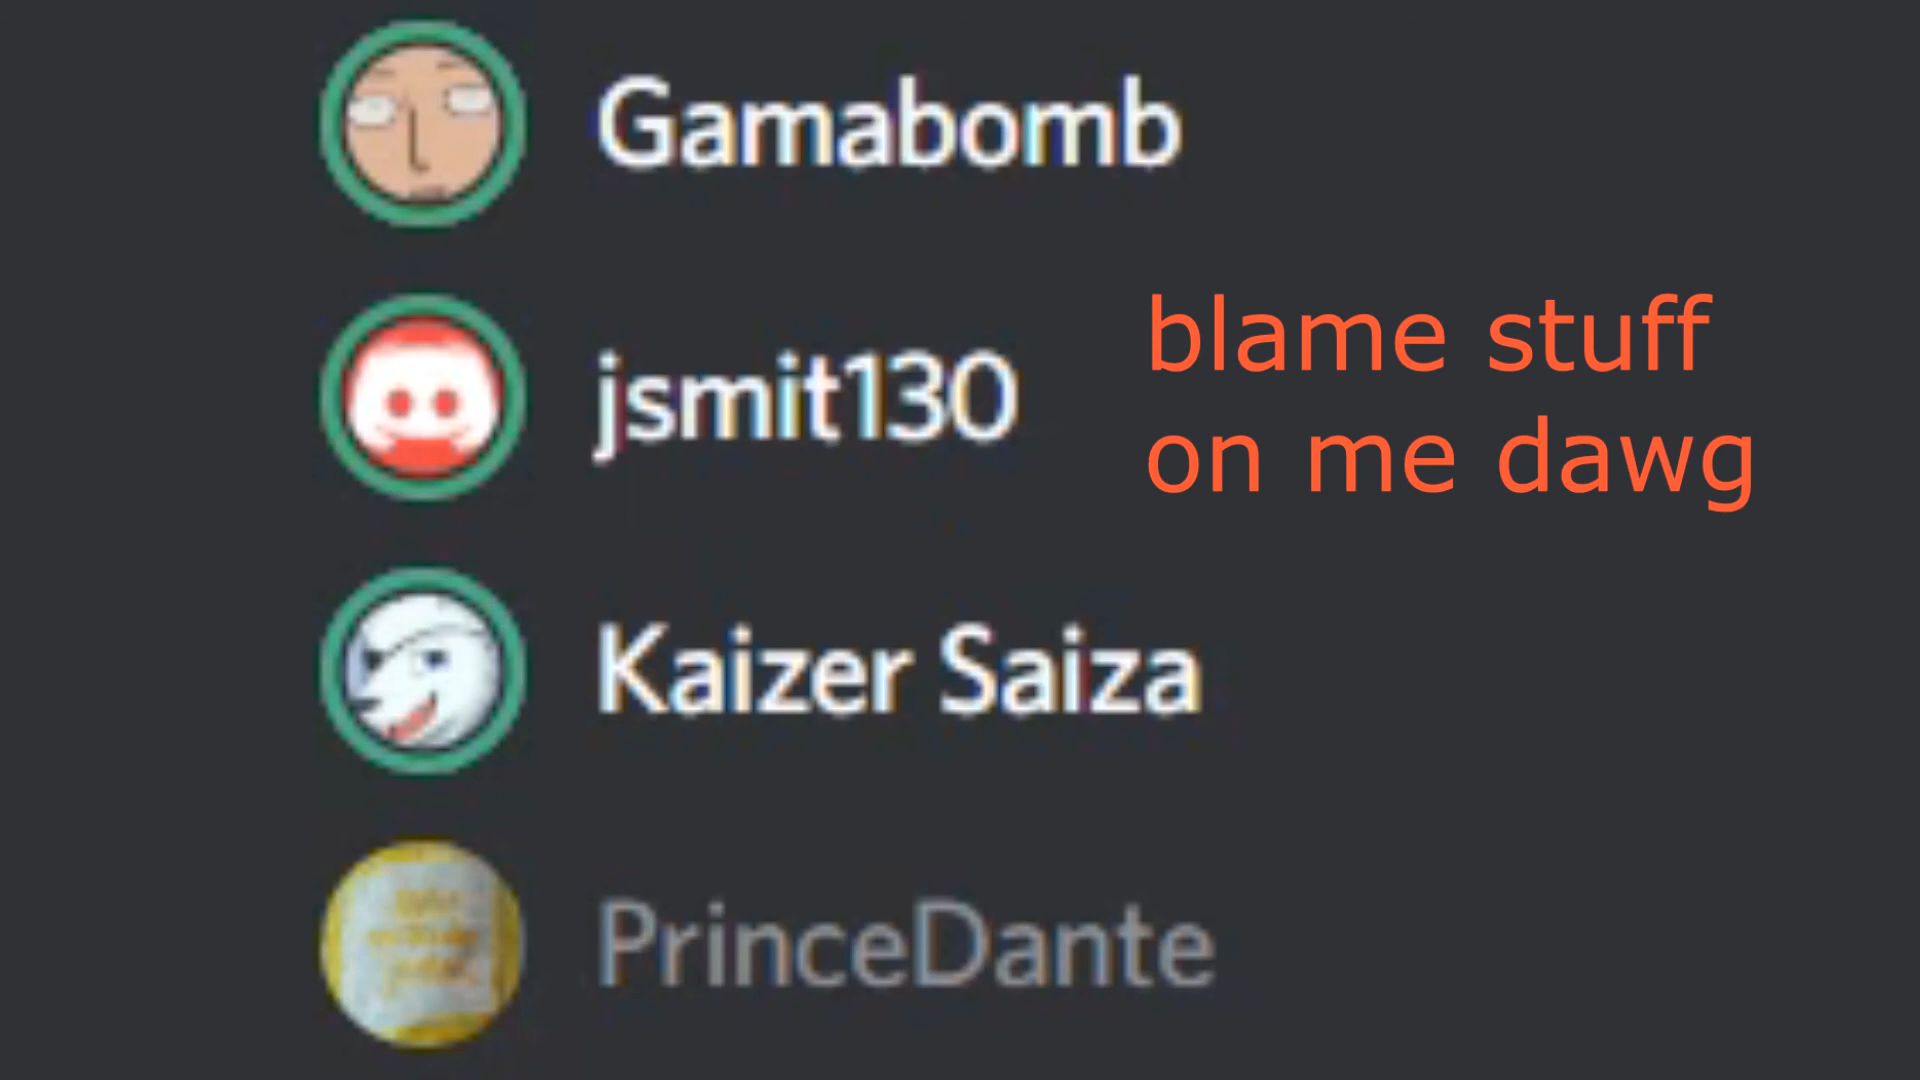 Gamabomb
jsmit130
blame stuff
on me dawg
Kaizer Saiza
PrinceDante